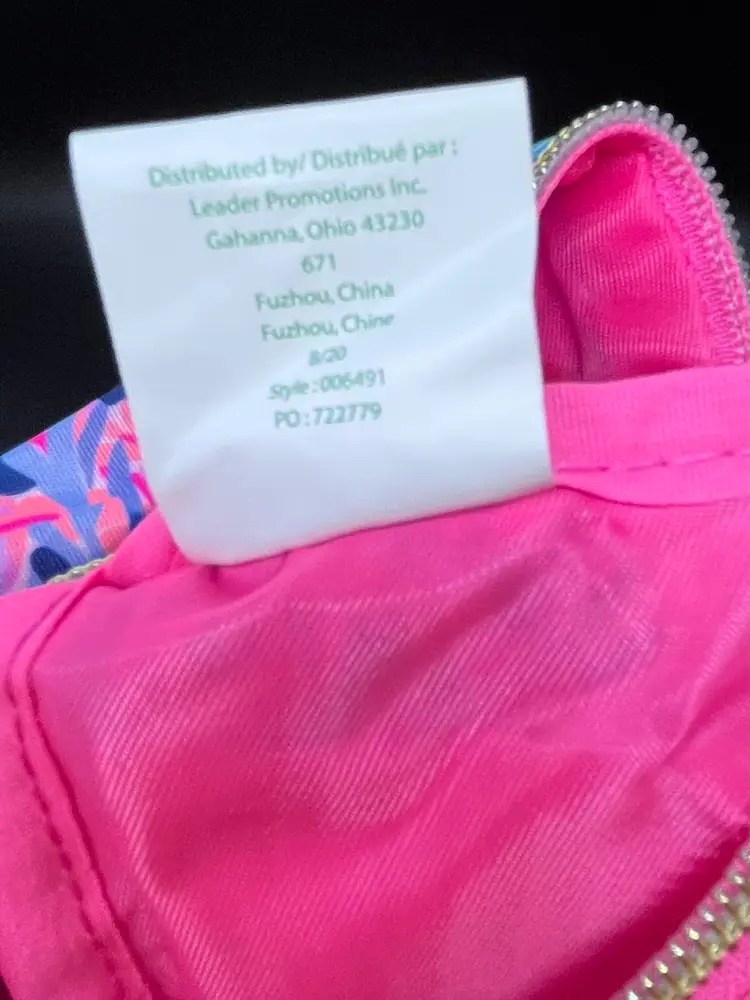 Distributed by/ Distribué par :
Leader Promotions Inc.
Gahanna, Ohio 43230
671
Fuzhou, China
Fuzhou, Chine
8/20
Style : 006491
PO : 722779